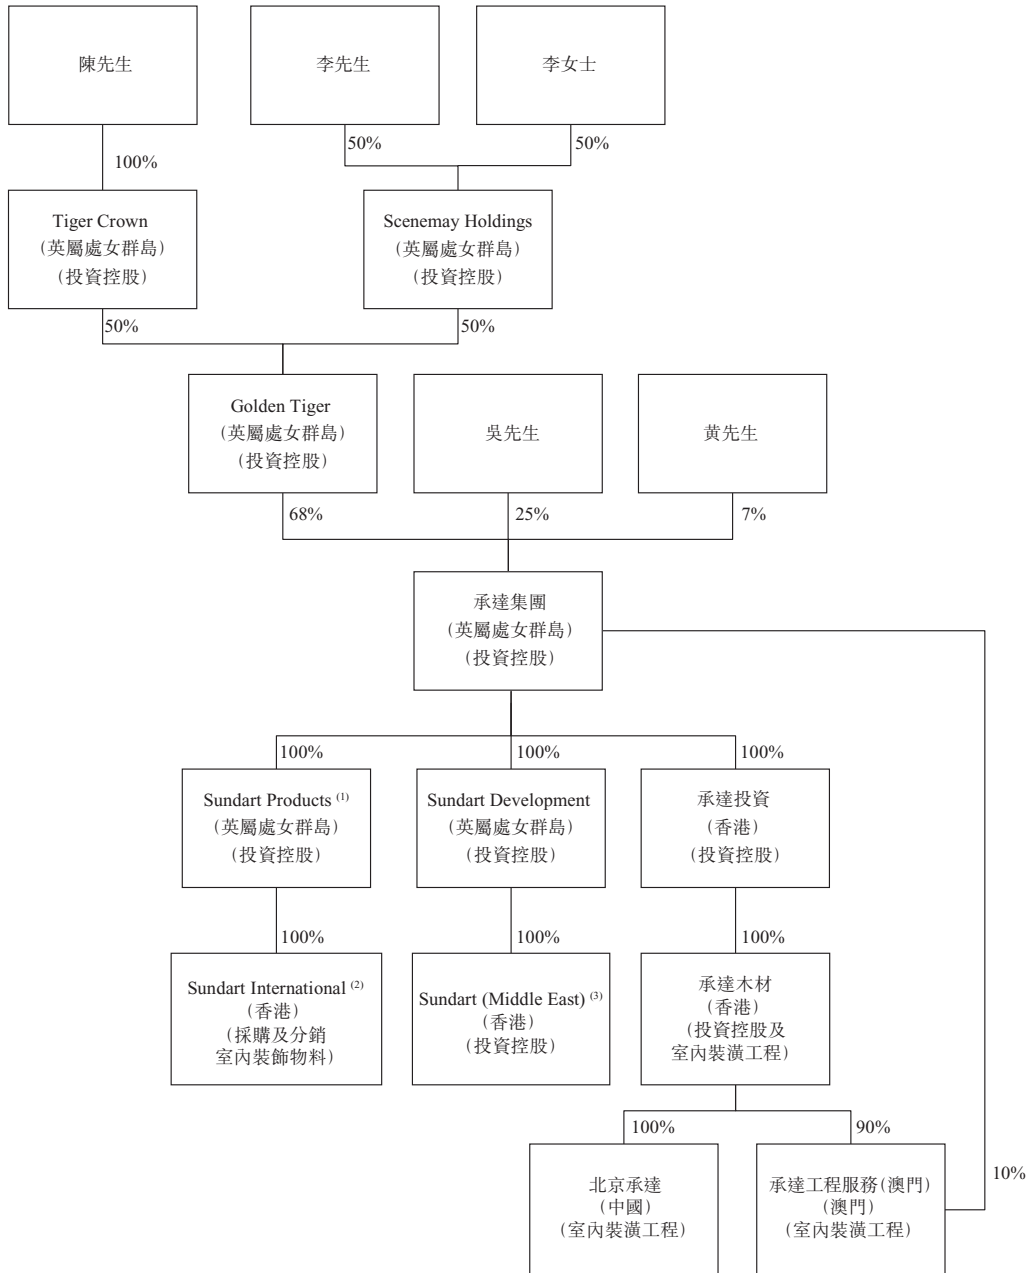 陳先生
李先生
李女士
50%
50%
100%
Tiger Crown
(英屬處女群島)
(投資控股)
Scenemay Holdings
(英屬處女群島)
(投資控股)
50%
50%
Golden Tiger
(英屬處女群島)
(投資控股)
吳先生
黃先生
68%
25%
7%
承達集團
(英屬處女群島)
(投資控股)
100%
100%
100%
Sundart Products (1)
(英屬處女群島)
(投資控股)
Sundart Development
(英屬處女群島)
(投資控股)
承達投資
(香港)
(投資控股)
100%
100%
100%
Sundart International (2)
(香港)
(採購及分銷
室內裝飾物料)
Sundart (Middle East) (3)
(香港)
(投資控股)
承達木材
(香港)
(投資控股及
室內裝潢工程)
100%
90%
10%
北京承達
(中國)
(室內裝潢工程)
承達工程服務(澳門)
(澳門)
(室內裝潢工程)